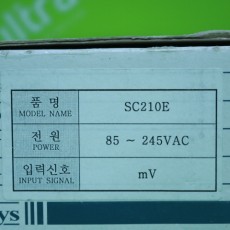 품 명
MODEL NAME
SC210E
전 원
POWER
85 ~ 245VAC
입력신호
INPUT SIGNAL
mV